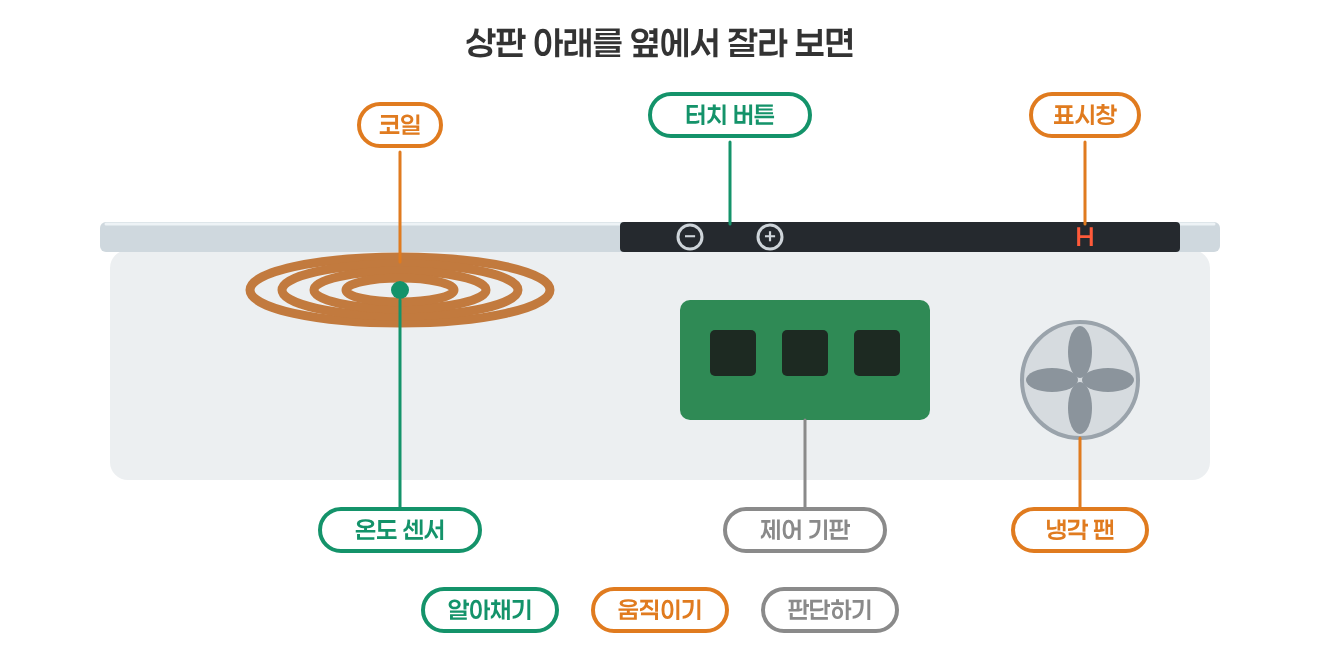 상판 아래를 옆에서 잘라 보면
코일
터치 버튼
표시창
− + H
온도 센서
제어 기판
냉각 팬
알아채기
움직이기
판단하기